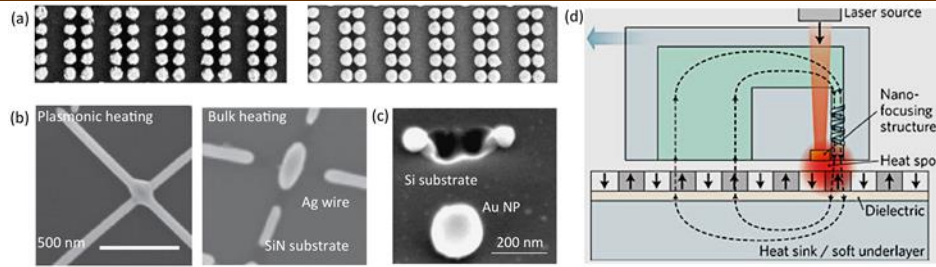 (a)
(b)
Plasmonic heating
500 nm
Bulk heating
Ag wire
SiN substrate
(c)
Si substrate
Au NP
200 nm
(d)
Laser source
Nano-
focusing
structure
Heat spo
Dielectric
Heat sink / soft underlayer